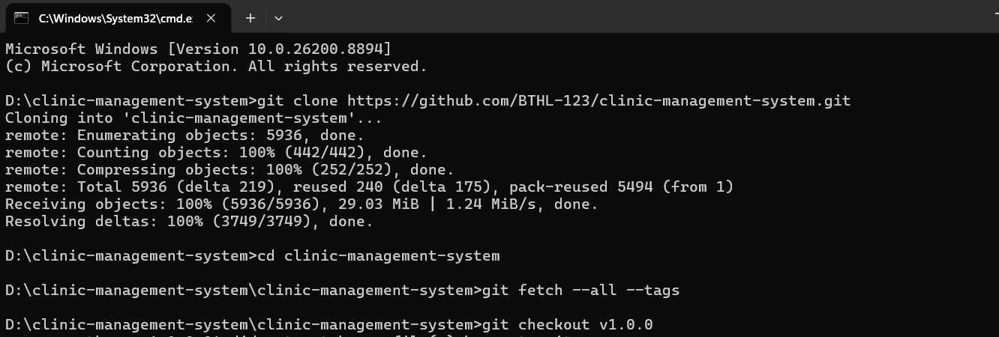 C:\Windows\System32\cmd.e
Microsoft Windows [Version 10.0.26200.8894]
(c) Microsoft Corporation. All rights reserved.
D:\clinic-management-system>git clone https://github.com/BTHL-123/clinic-management-system.git
Cloning into 'clinic-management-system'...
remote: Enumerating objects: 5936, done.
remote: Counting objects: 100% (442/442), done.
remote: Compressing objects: 100% (252/252), done.
remote: Total 5936 (delta 219), reused 240 (delta 175), pack-reused 5494 (from 1)
Receiving objects: 100% (5936/5936), 29.03 MiB | 1.24 MiB/s, done.
Resolving deltas: 100% (3749/3749), done.
D:\clinic-management-system>cd clinic-management-system
D:\clinic-management-system\clinic-management-system>git fetch --all --tags
D:\clinic-management-system\clinic-management-system>git checkout v1.0.0